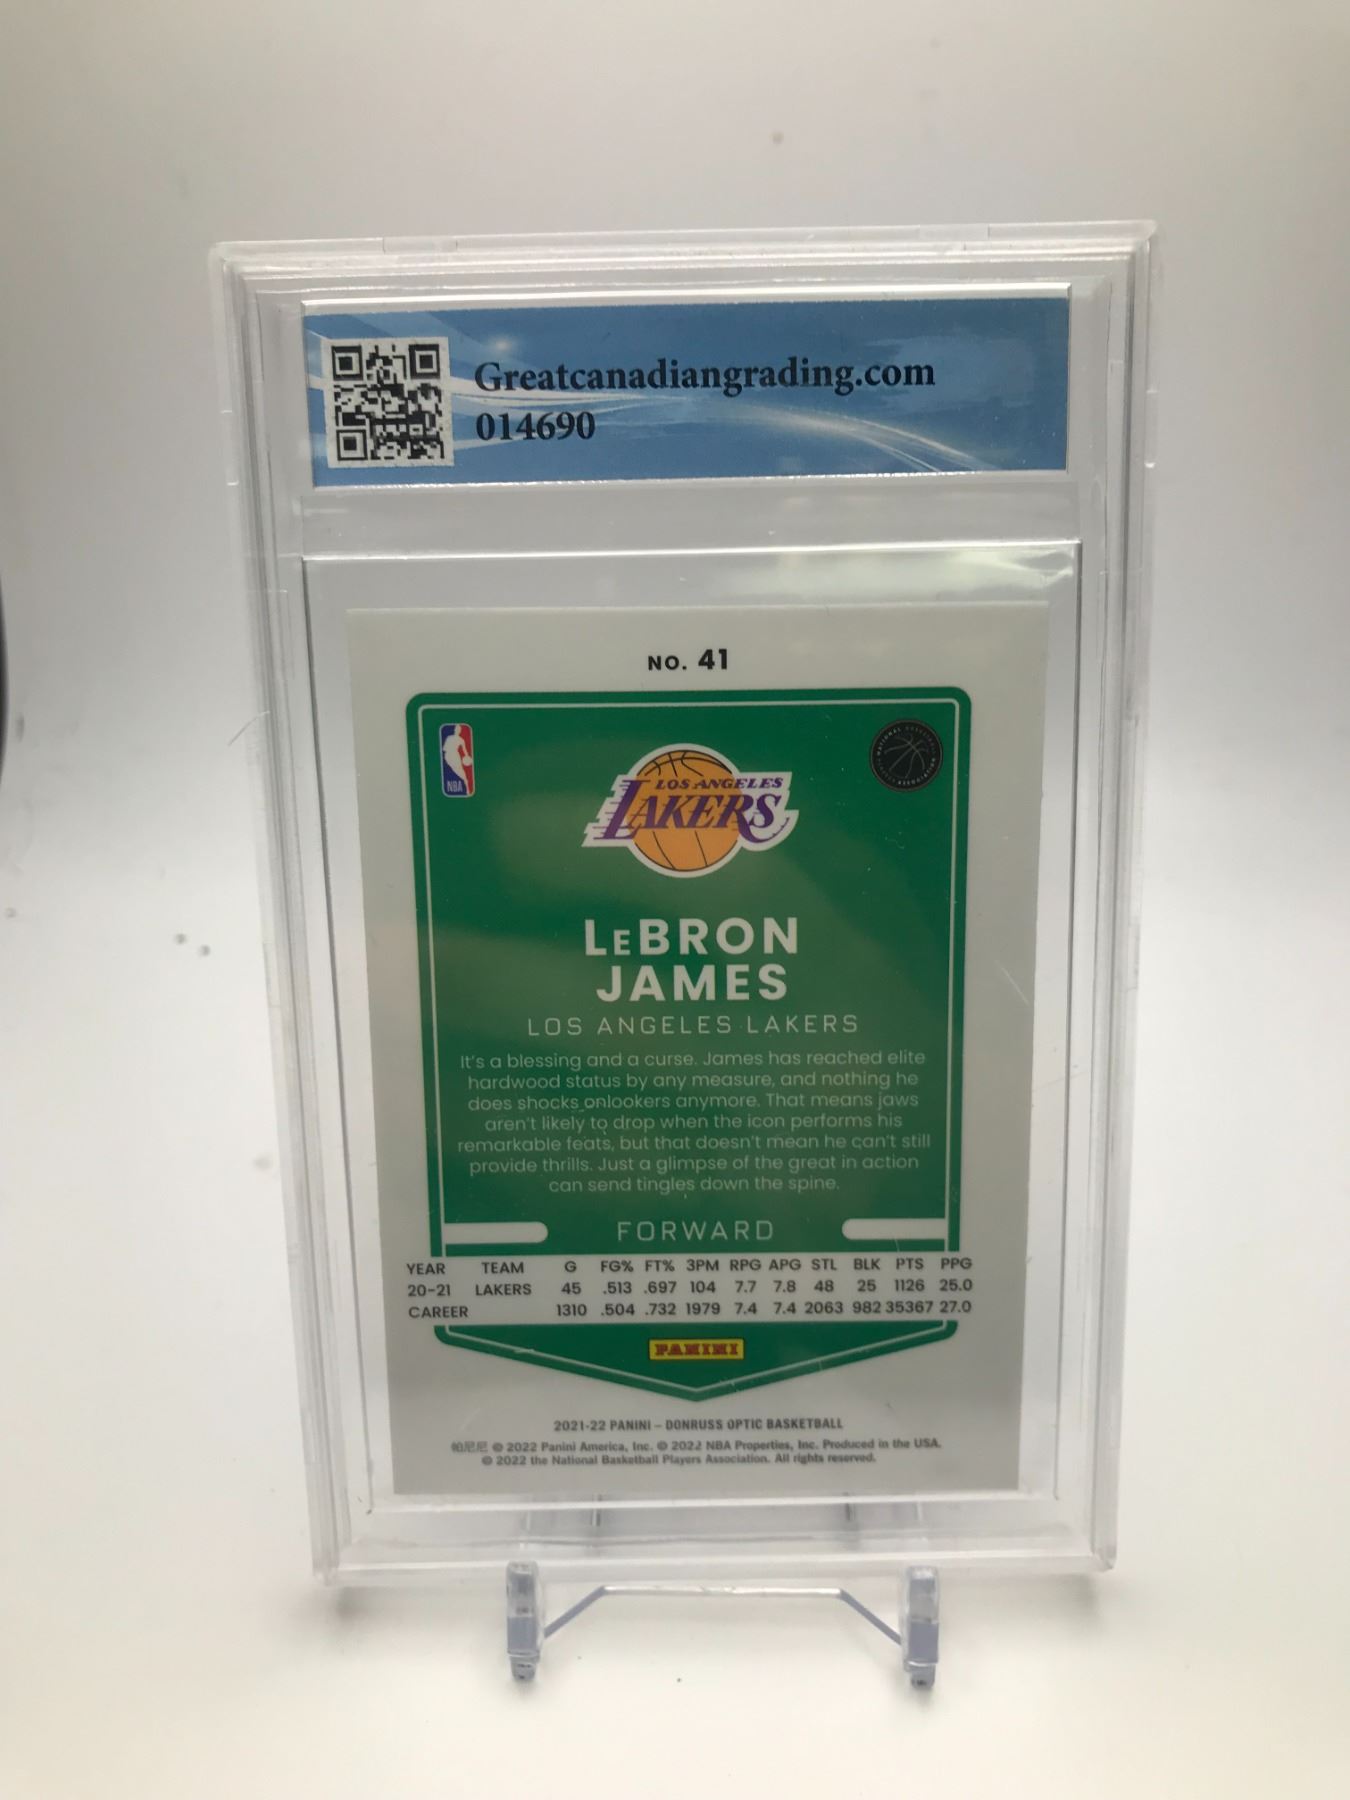 Greatcanadiangrading.com
014690
NO. 41
NBA
LOS ANGELES
LAKERS
LEBRON
JAMES
LOS ANGELES LAKERS
It's a blessing and a curse. James has reached elite
hardwood status by any measure, and nothing he
does shocks onlookers anymore. That means jaws
aren't likely to drop when the icon performs his
remarkable feats, but that doesn't mean he can't still
provide thrills. Just a glimpse of the great in action
can send tingles down the spine.
FORWARD
YEAR TEAM G FG% FT% 3PM RPG APG STL BLK PTS PPG
20-21 LAKERS 45 .513 .697 104 7.7 7.8 48 25 1126 25.0
CAREER 1310 .504 .732 1979 7.4 7.4 2063 982 35367 27.0
PANINI
2021-22 PANINI – DONRUSS OPTIC BASKETBALL
帕尼尼 © 2022 Panini America, Inc. © 2022 NBA Properties, Inc. Produced in the USA.
© 2022 the National Basketball Players Association. All rights reserved.